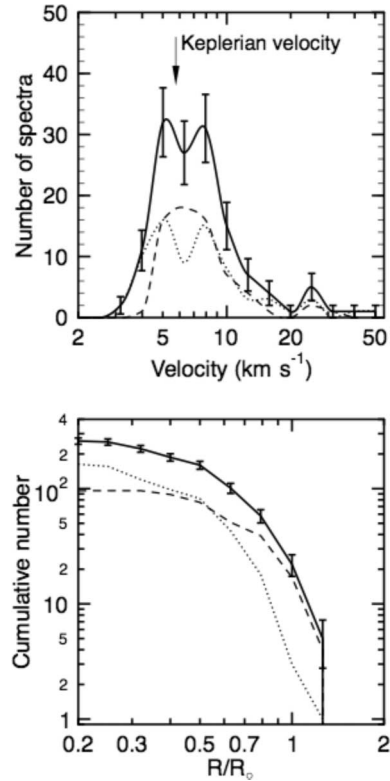 50
40
30
20
10
0
Number of spectra
Keplerian velocity
2 5 10 20 50
Velocity (km s⁻¹)
4
2
10²
5
2
10
5
2
1
Cumulative number
0.2 0.3 0.5 0.7 1 2
R/R₀